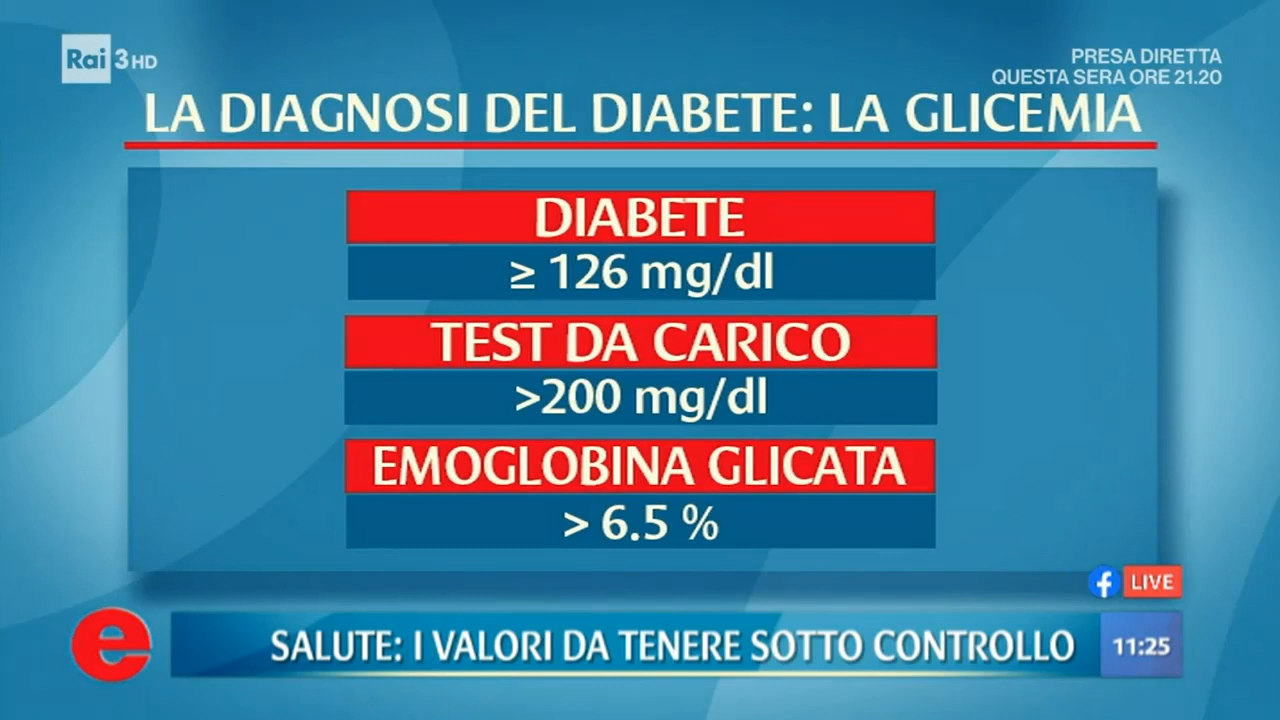 Rai 3HD
PRESA DIRETTA
QUESTA SERA ORE 21.20
LA DIAGNOSI DEL DIABETE: LA GLICEMIA
DIABETE
≥ 126 mg/dl
TEST DA CARICO
>200 mg/dl
EMOGLOBINA GLICATA
> 6.5 %
f LIVE
e
SALUTE: I VALORI DA TENERE SOTTO CONTROLLO
11:25